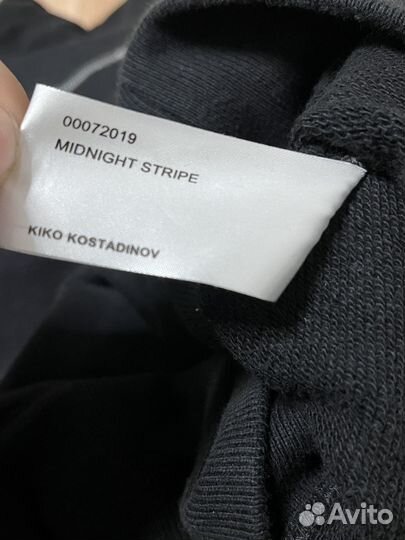 00072019
MIDNIGHT STRIPE
KIKO KOSTADINOV
Avito